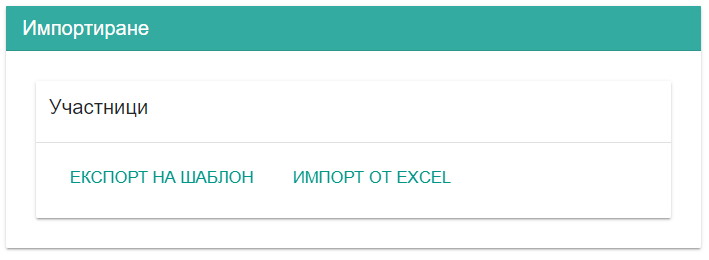 Импортиране
Участници
ЕКСПОРТ НА ШАБЛОН ИМПОРТ ОТ EXCEL